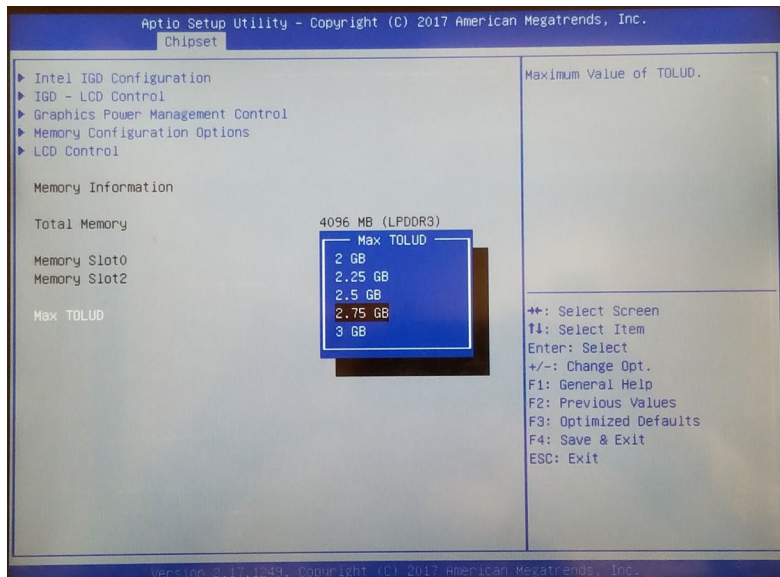 Aptio Setup Utility – Copyright (C) 2017 American Megatrends, Inc.
Chipset
Intel IGD Configuration
IGD - LCD Control
Graphics Power Management Control
Memory Configuration Options
LCD Control
Memory Information
Total Memory 4096 MB (LPDDR3)
Memory Slot0
Memory Slot2
Max TOLUD
Max TOLUD
2 GB
2.25 GB
2.5 GB
2.75 GB
3 GB
Maximum Value of TOLUD.
→←: Select Screen
↑↓: Select Item
Enter: Select
+/-: Change Opt.
F1: General Help
F2: Previous Values
F3: Optimized Defaults
F4: Save & Exit
ESC: Exit
Version 2.17.1249. Copyright (C) 2017 American Megatrends, Inc.